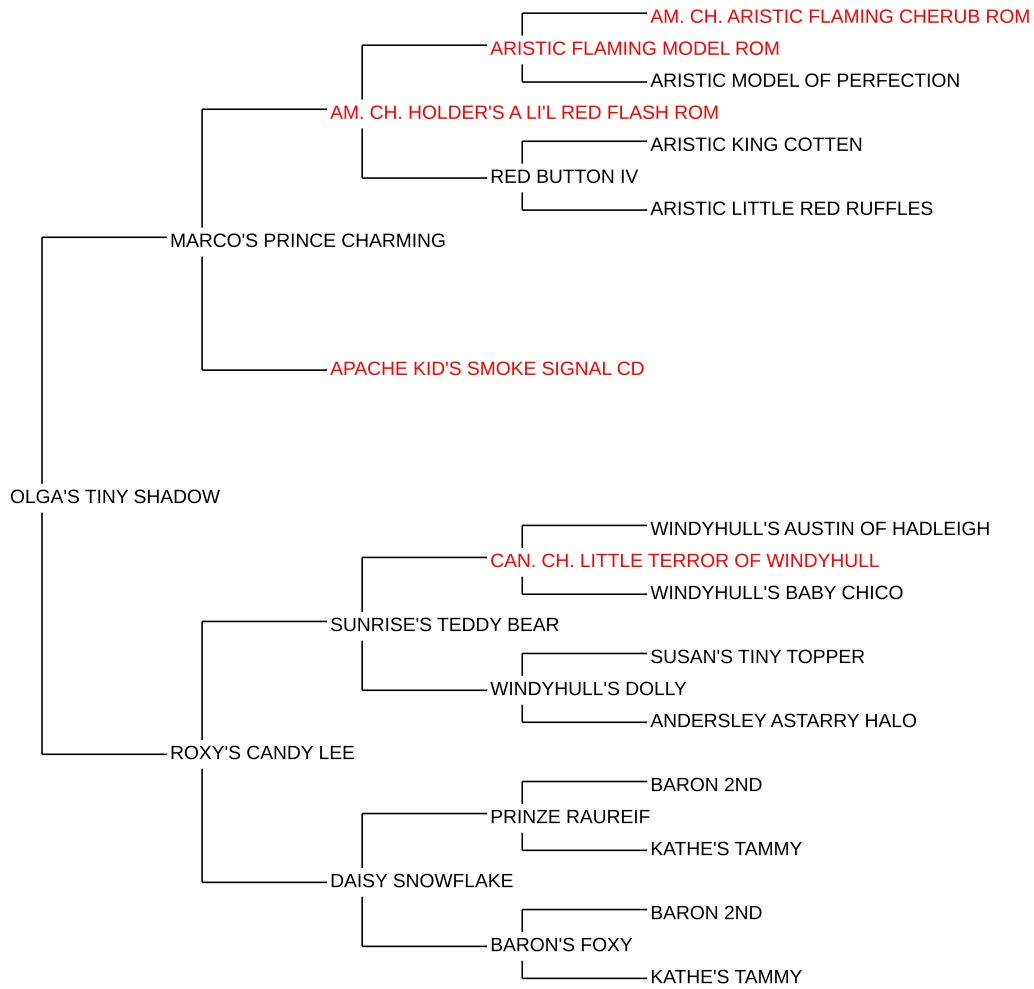 AM. CH. ARISTIC FLAMING CHERUB ROM
ARISTIC FLAMING MODEL ROM
ARISTIC MODEL OF PERFECTION
AM. CH. HOLDER'S A LI'L RED FLASH ROM
ARISTIC KING COTTEN
RED BUTTON IV
ARISTIC LITTLE RED RUFFLES
MARCO'S PRINCE CHARMING
APACHE KID'S SMOKE SIGNAL CD
OLGA'S TINY SHADOW
WINDYHULL'S AUSTIN OF HADLEIGH
CAN. CH. LITTLE TERROR OF WINDYHULL
WINDYHULL'S BABY CHICO
SUNRISE'S TEDDY BEAR
SUSAN'S TINY TOPPER
WINDYHULL'S DOLLY
ANDERSLEY ASTARRY HALO
ROXY'S CANDY LEE
BARON 2ND
PRINZE RAUREIF
KATHE'S TAMMY
DAISY SNOWFLAKE
BARON 2ND
BARON'S FOXY
KATHE'S TAMMY